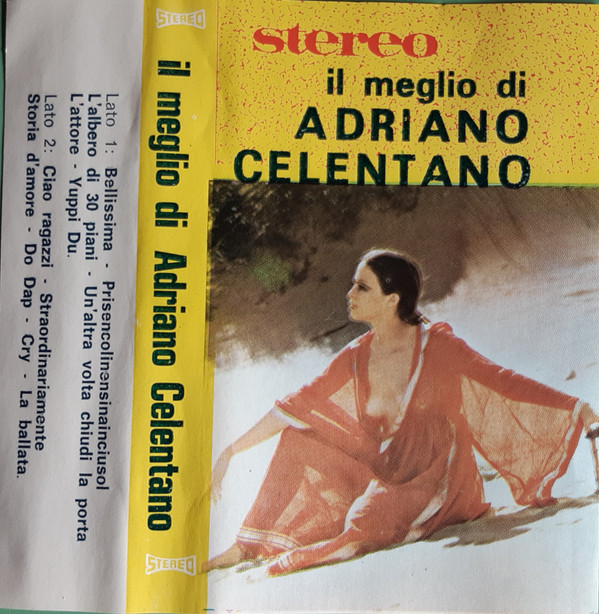 stereo
il meglio di
ADRIANO
CELENTANO
STEREO
il meglio di Adriano Celentano
STEREO
Lato 1: Bellissima - Prisencolinensinainciusol
L'albero di 30 piani - Un'altra volta chiudi la porta
L'attore - Yuppi Du.
Lato 2: Ciao ragazzi - Straordinariamente
Storia d'amore - Do Dap - Cry - La ballata.